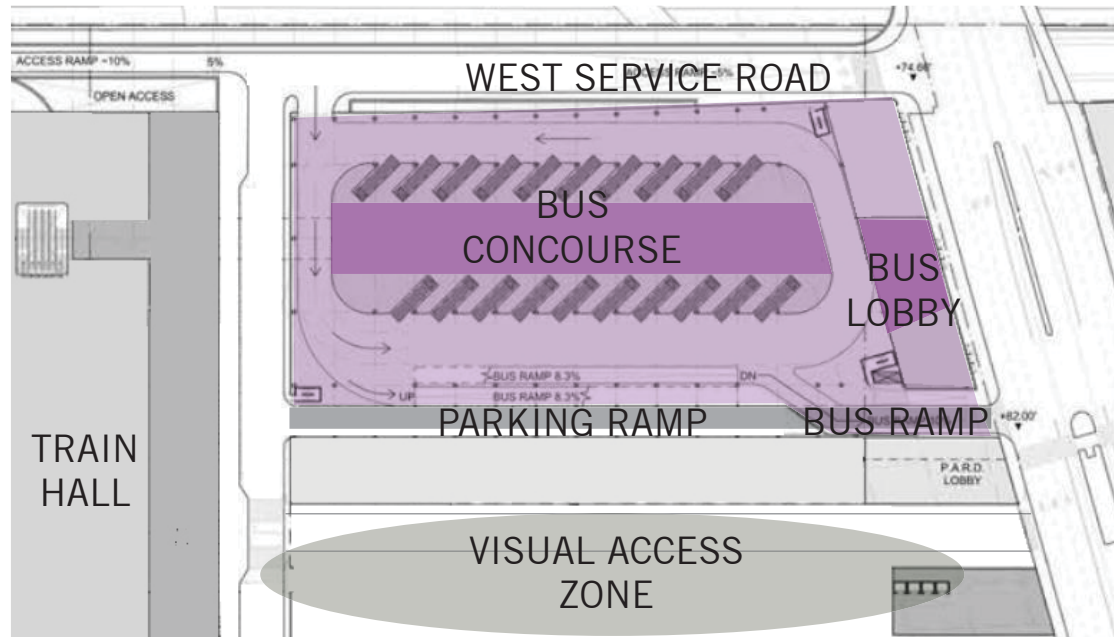 ACCESS RAMP ~10%
5%
WEST SERVICE ROAD
+74.66'
OPEN ACCESS
BUS
CONCOURSE
BUS
LOBBY
BUS RAMP 8.3%
DN
UP
BUS RAMP 8.3%
PARKING RAMP
BUS RAMP
+82.00'
TRAIN
HALL
P.A.R.D.
LOBBY
VISUAL ACCESS
ZONE